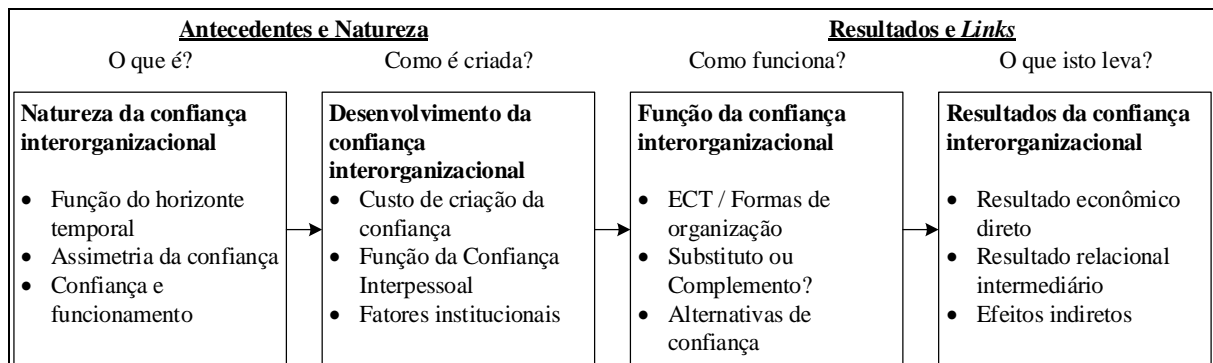 Antecedentes e Natureza
Resultados e Links
O que é?
Como é criada?
Como funciona?
O que isto leva?
Natureza da confiança
interorganizacional
• Função do horizonte
temporal
• Assimetria da confiança
• Confiança e
funcionamento
Desenvolvimento da
confiança
interorganizacional
• Custo de criação da
confiança
• Função da Confiança
Interpessoal
• Fatores institucionais
Função da confiança
interorganizacional
• ECT / Formas de
organização
• Substituto ou
Complemento?
• Alternativas de
confiança
Resultados da confiança
interorganizacional
• Resultado econômico
direto
• Resultado relacional
intermediário
• Efeitos indiretos